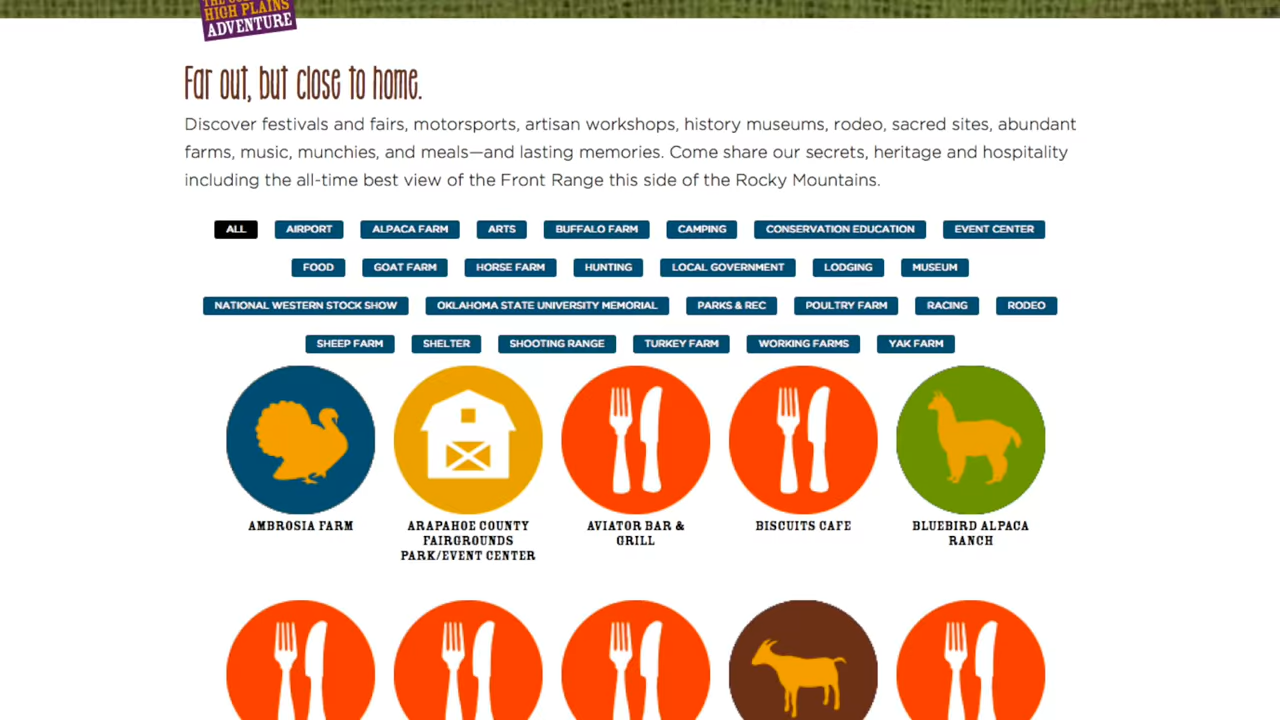 HIGH PLAINS
ADVENTURE
Far out, but close to home.
Discover festivals and fairs, motorsports, artisan workshops, history museums, rodeo, sacred sites, abundant
farms, music, munchies, and meals—and lasting memories. Come share our secrets, heritage and hospitality
including the all-time best view of the Front Range this side of the Rocky Mountains.
ALL AIRPORT ALPACA FARM ARTS BUFFALO FARM CAMPING CONSERVATION EDUCATION EVENT CENTER
FOOD GOAT FARM HORSE FARM HUNTING LOCAL GOVERNMENT LODGING MUSEUM
NATIONAL WESTERN STOCK SHOW OKLAHOMA STATE UNIVERSITY MEMORIAL PARKS & REC POULTRY FARM RACING RODEO
SHEEP FARM SHELTER SHOOTING RANGE TURKEY FARM WORKING FARMS YAK FARM
AMBROSIA FARM
ARAPAHOE COUNTY
FAIRGROUNDS
PARK/EVENT CENTER
AVIATOR BAR &
GRILL
BISCUITS CAFE
BLUEBIRD ALPACA
RANCH